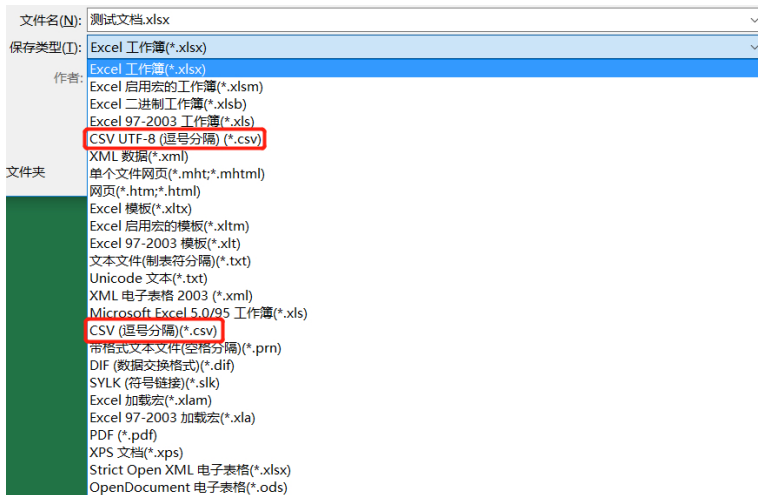 文件名(N): 测试文档.xlsx
保存类型(T): Excel 工作簿(*.xlsx)
作者:
Excel 工作簿(*.xlsx)
Excel 启用宏的工作簿(*.xlsm)
Excel 二进制工作簿(*.xlsb)
Excel 97-2003 工作簿(*.xls)
CSV UTF-8 (逗号分隔) (*.csv)
XML 数据(*.xml)
文件夹
单个文件网页(*.mht;*.mhtml)
网页(*.htm;*.html)
Excel 模板(*.xltx)
Excel 启用宏的模板(*.xltm)
Excel 97-2003 模板(*.xlt)
文本文件(制表符分隔)(*.txt)
Unicode 文本(*.txt)
XML 电子表格 2003 (*.xml)
Microsoft Excel 5.0/95 工作簿(*.xls)
CSV (逗号分隔)(*.csv)
带格式文本文件(空格分隔)(*.prn)
DIF (数据交换格式)(*.dif)
SYLK (符号链接)(*.slk)
Excel 加载宏(*.xlam)
Excel 97-2003 加载宏(*.xla)
PDF (*.pdf)
XPS 文档(*.xps)
Strict Open XML 电子表格(*.xlsx)
OpenDocument 电子表格(*.ods)